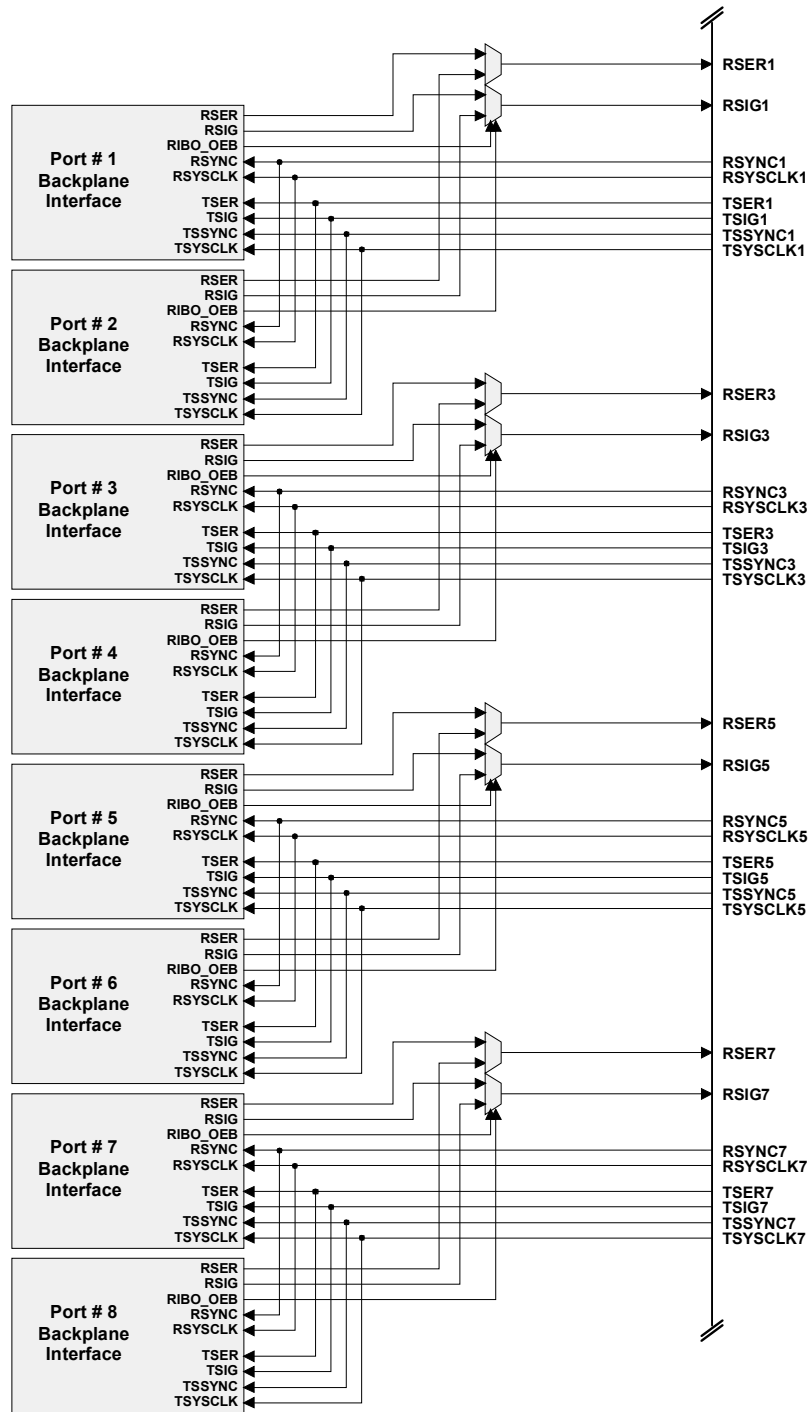 RSER1
RSIG1
RSER
RSIG
RIBO_OEB
RSYNC
RSYSCLK
TSER
TSIG
TSSYNC
TSYSCLK
Port # 1
Backplane
Interface
RSYNC1
RSYSCLK1
TSER1
TSIG1
TSSYNC1
TSYSCLK1
RSER
RSIG
RIBO_OEB
RSYNC
RSYSCLK
TSER
TSIG
TSSYNC
TSYSCLK
Port # 2
Backplane
Interface
RSER3
RSIG3
RSER
RSIG
RIBO_OEB
RSYNC
RSYSCLK
TSER
TSIG
TSSYNC
TSYSCLK
Port # 3
Backplane
Interface
RSYNC3
RSYSCLK3
TSER3
TSIG3
TSSYNC3
TSYSCLK3
RSER
RSIG
RIBO_OEB
RSYNC
RSYSCLK
TSER
TSIG
TSSYNC
TSYSCLK
Port # 4
Backplane
Interface
RSER5
RSIG5
RSER
RSIG
RIBO_OEB
RSYNC
RSYSCLK
TSER
TSIG
TSSYNC
TSYSCLK
Port # 5
Backplane
Interface
RSYNC5
RSYSCLK5
TSER5
TSIG5
TSSYNC5
TSYSCLK5
RSER
RSIG
RIBO_OEB
RSYNC
RSYSCLK
TSER
TSIG
TSSYNC
TSYSCLK
Port # 6
Backplane
Interface
RSER7
RSIG7
RSER
RSIG
RIBO_OEB
RSYNC
RSYSCLK
TSER
TSIG
TSSYNC
TSYSCLK
Port # 7
Backplane
Interface
RSYNC7
RSYSCLK7
TSER7
TSIG7
TSSYNC7
TSYSCLK7
RSER
RSIG
RIBO_OEB
RSYNC
RSYSCLK
TSER
TSIG
TSSYNC
TSYSCLK
Port # 8
Backplane
Interface